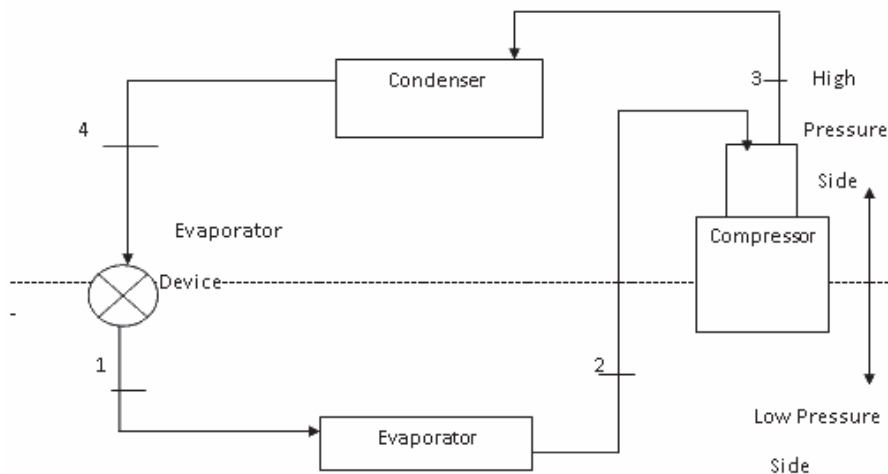 Condenser
3
High
4
Pressure
Side
Evaporator
Compressor
Device
1
2
Low Pressure
Evaporator
Side